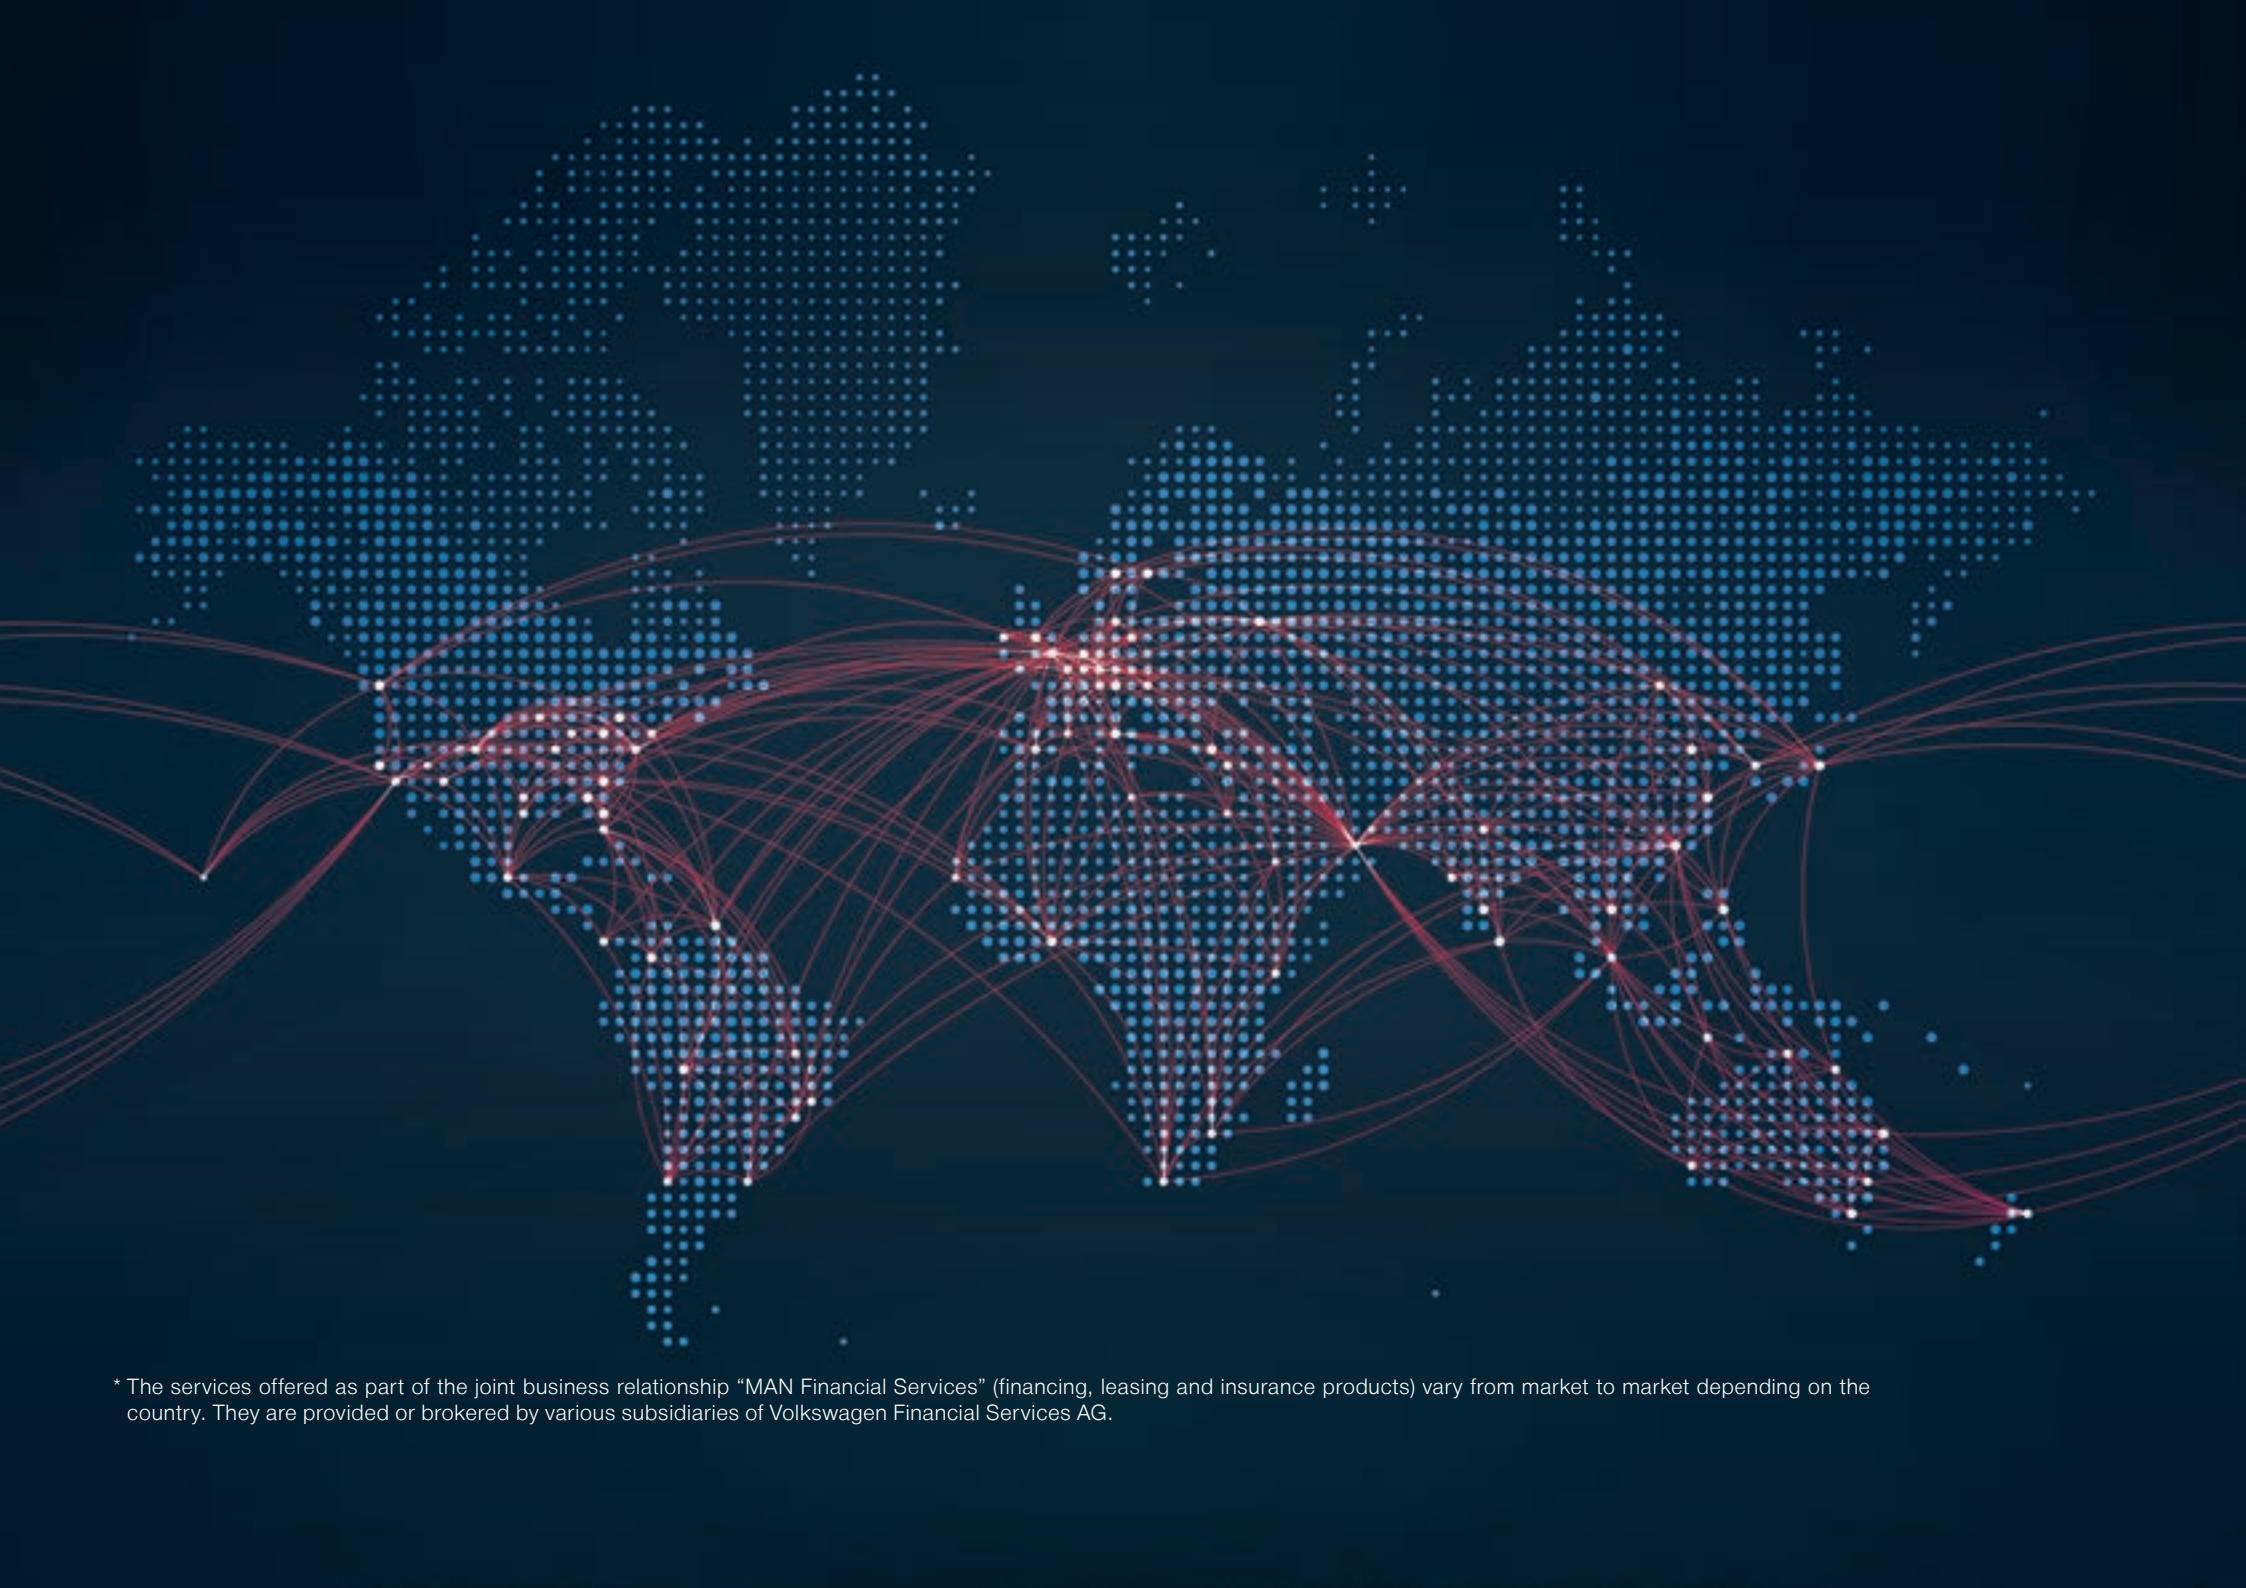 * The services offered as part of the joint business relationship “MAN Financial Services” (financing, leasing and insurance products) vary from market to market depending on the
country. They are provided or brokered by various subsidiaries of Volkswagen Financial Services AG.